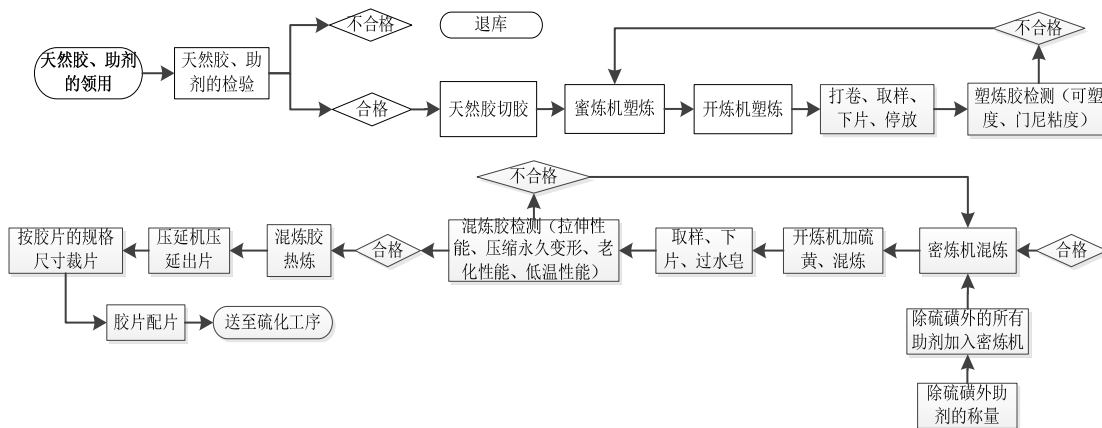 不合格
退库
不合格
天然胶、助剂
的领用
天然胶、助
剂的检验
合格
天然胶切胶
蜜炼机塑炼
开炼机塑炼
打卷、取样、
下片、停放
塑炼胶检测（可塑
度、门尼粘度）
不合格
按胶片的规格
尺寸裁片
压延机压
延出片
混炼胶
热炼
合格
混炼胶检测（拉伸性
能、压缩永久变形、老
化性能、低温性能）
取样、下
片、过水皂
开炼机加硫
黄、混炼
密炼机混炼
合格
胶片配片
送至硫化工序
除硫磺外的所有
助剂加入密炼机
除硫磺外助
剂的称量